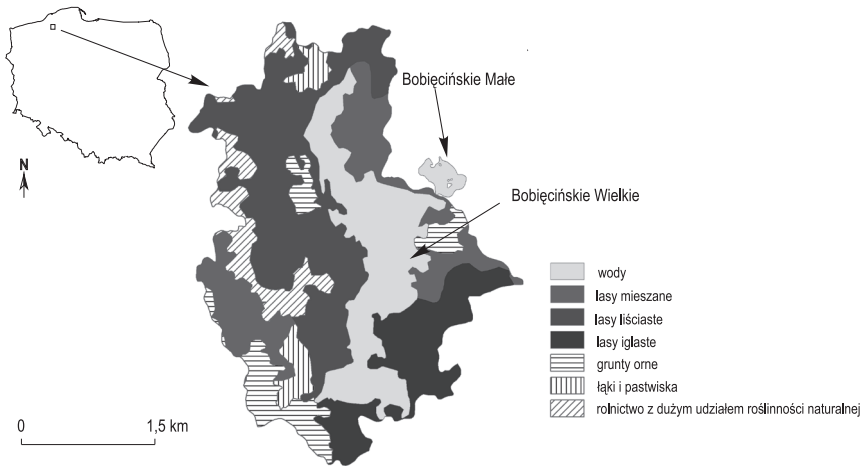 Bobięcińskie Małe
N
Bobięcińskie Wielkie
wody
lasy mieszane
lasy liściaste
lasy iglaste
grunty orne
łąki i pastwiska
rolnictwo z dużym udziałem roślinności naturalnej
0 1,5 km